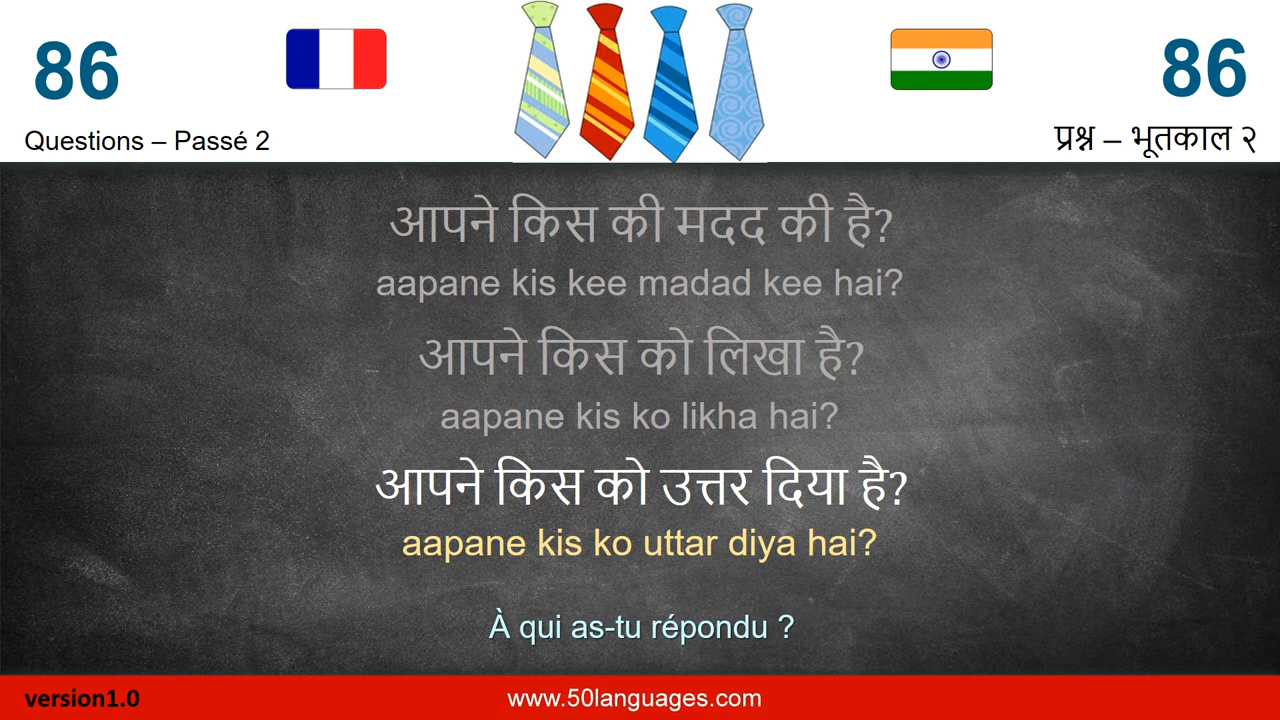 86
86
Questions – Passé 2
प्रश्न – भूतकाल २
आपने किस की मदद की है?
aapane kis kee madad kee hai?
आपने किस को लिखा है?
aapane kis ko likha hai?
आपने किस को उत्तर दिया है?
aapane kis ko uttar diya hai?
À qui as-tu répondu ?
version1.0
www.50languages.com